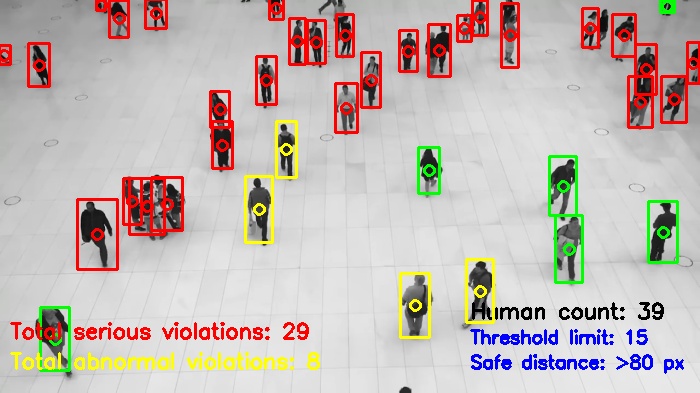 Total serious violations: 29
Total abnormal violations: 8
Human count: 39
Threshold limit: 15
Safe distance: >80 px